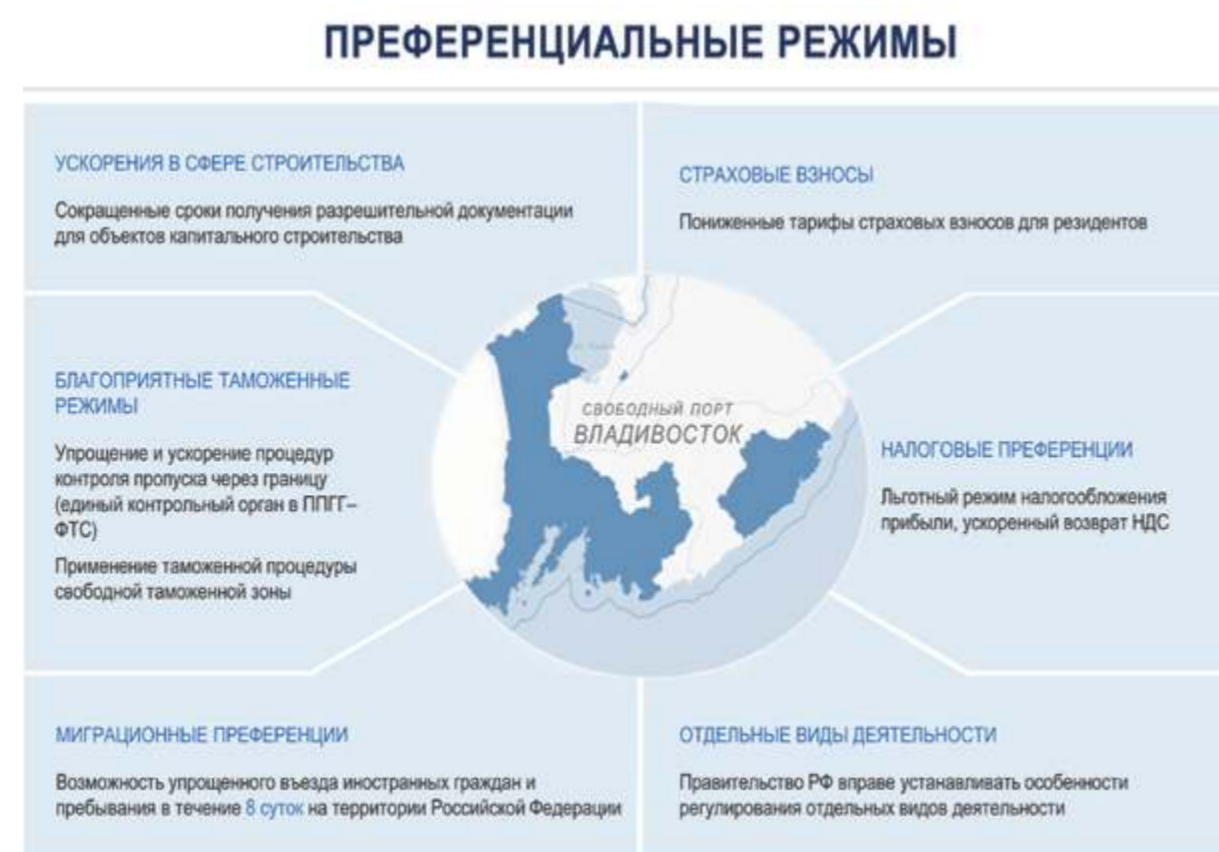 ПРЕФЕРЕНЦИАЛЬНЫЕ РЕЖИМЫ
УСКОРЕНИЯ В СФЕРЕ СТРОИТЕЛЬСТВА
Сокращенные сроки получения разрешительной документации
для объектов капитального строительства
СТРАХОВЫЕ ВЗНОСЫ
Пониженные тарифы страховых взносов для резидентов
БЛАГОПРИЯТНЫЕ ТАМОЖЕННЫЕ
РЕЖИМЫ
Упрощение и ускорение процедур
контроля пропуска через границу
(единый контрольный орган в ППГГ–
ФТС)
Применение таможенной процедуры
свободной таможенной зоны
СВОБОДНЫЙ ПОРТ
ВЛАДИВОСТОК
НАЛОГОВЫЕ ПРЕФЕРЕНЦИИ
Льготный режим налогообложения
прибыли, ускоренный возврат НДС
МИГРАЦИОННЫЕ ПРЕФЕРЕНЦИИ
Возможность упрощенного въезда иностранных граждан и
пребывания в течение 8 суток на территории Российской Федерации
ОТДЕЛЬНЫЕ ВИДЫ ДЕЯТЕЛЬНОСТИ
Правительство РФ вправе устанавливать особенности
регулирования отдельных видов деятельности